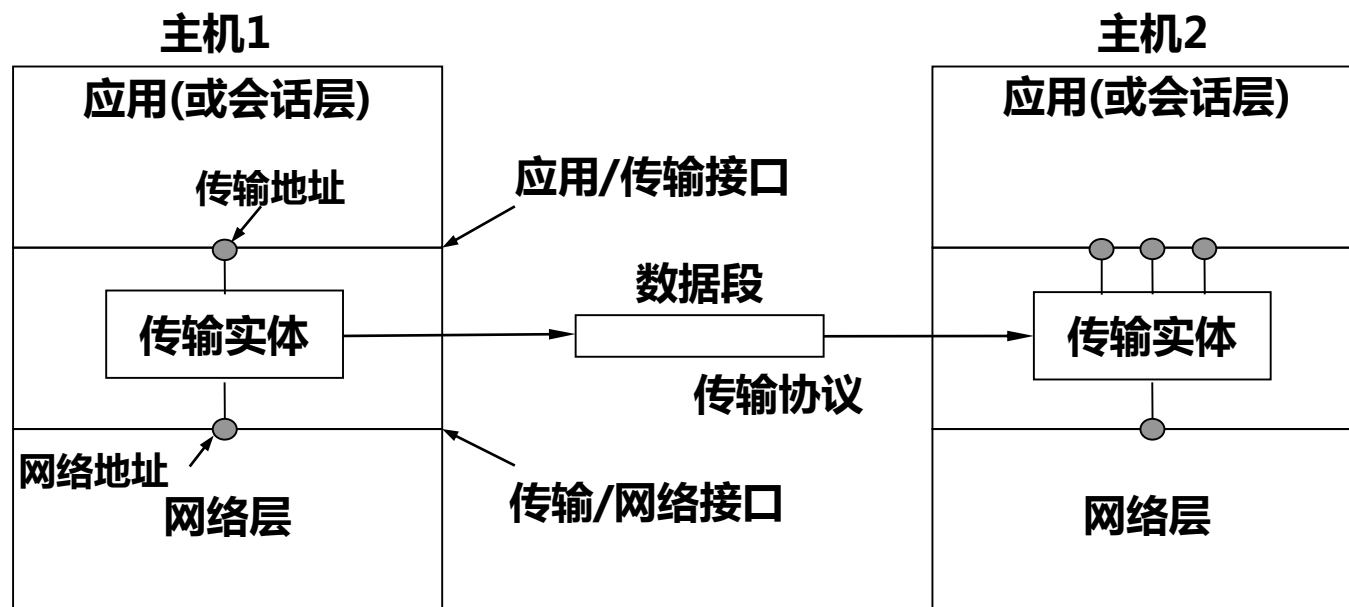 主机1
主机2
应用(或会话层)
应用(或会话层)
传输地址
应用/传输接口
数据段
传输实体
传输实体
传输协议
网络地址
传输/网络接口
网络层
网络层